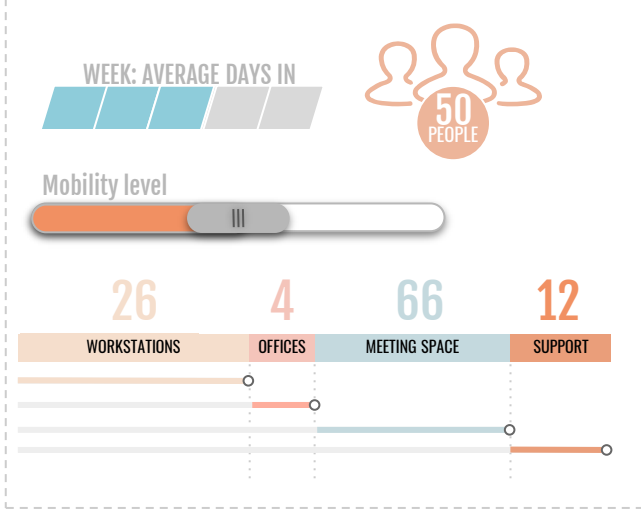 WEEK: AVERAGE DAYS IN
50
PEOPLE
Mobility level
26 4 66 12
WORKSTATIONS OFFICES MEETING SPACE SUPPORT